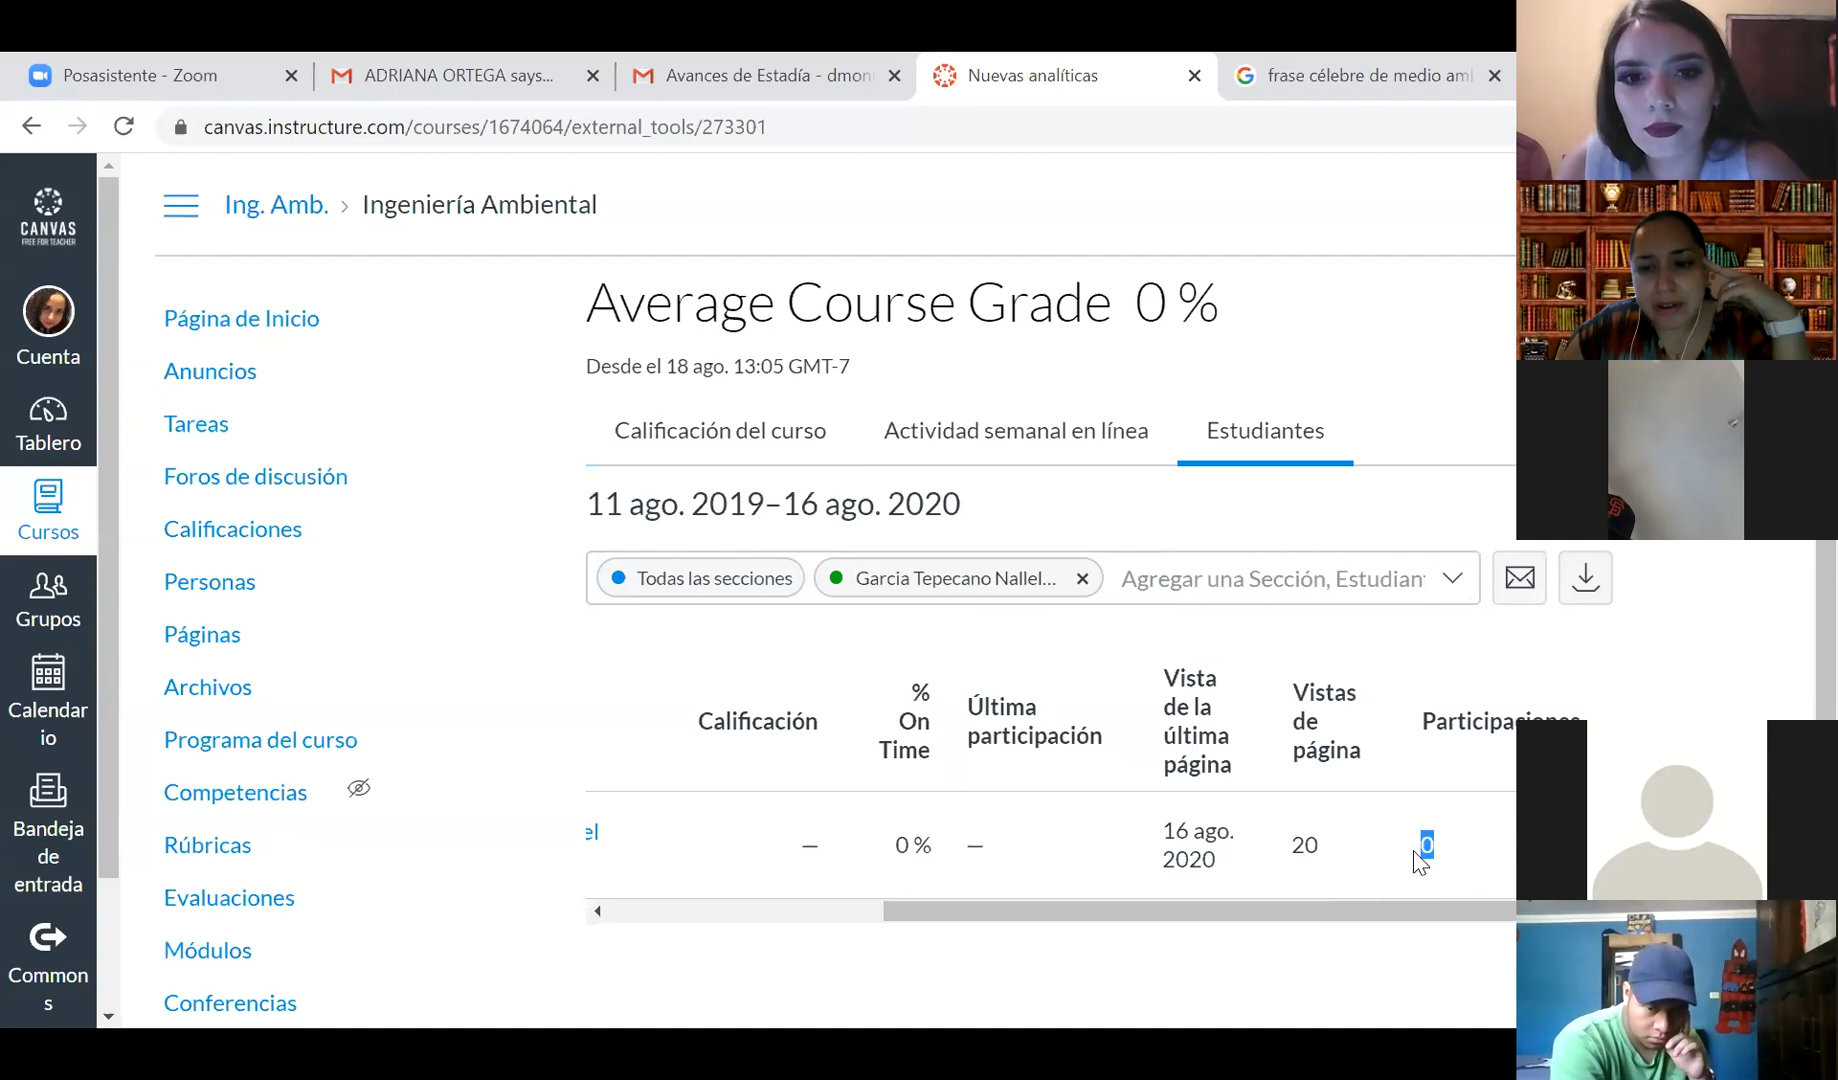 Posasistente - Zoom
ADRIANA ORTEGA says...
Avances de Estadía - dmon
Nuevas analíticas
frase célebre de medio am
canvas.instructure.com/courses/1674064/external_tools/273301
CANVAS
FREE FOR TEACHER
Cuenta
Tablero
Cursos
Grupos
Calendar
io
Bandeja
de
entrada
Common
s
Ing. Amb. › Ingeniería Ambiental
Página de Inicio
Anuncios
Tareas
Foros de discusión
Calificaciones
Personas
Páginas
Archivos
Programa del curso
Competencias
Rúbricas
Evaluaciones
Módulos
Conferencias
Average Course Grade 0 %
Desde el 18 ago. 13:05 GMT-7
Calificación del curso
Actividad semanal en línea
Estudiantes
11 ago. 2019–16 ago. 2020
Todas las secciones
Garcia Tepecano Nallel...
Agregar una Sección, Estudian
Calificación
%
On
Time
Última
participación
Vista
de la
última
página
Vistas
de
página
Participaciones
el
—
0 %
—
16 ago.
2020
20
0